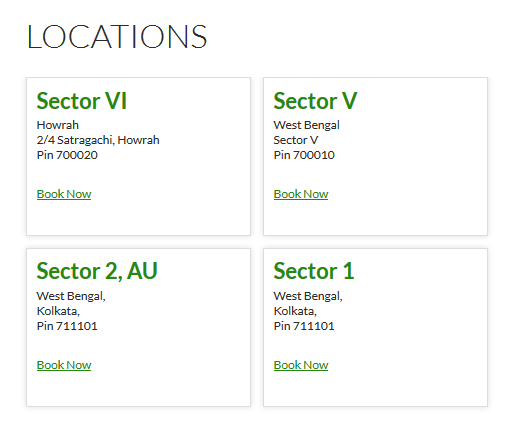 LOCATIONS
Sector VI
Howrah
2/4 Satragachi, Howrah
Pin 700020
Book Now
Sector V
West Bengal
Sector V
Pin 700010
Book Now
Sector 2, AU
West Bengal,
Kolkata,
Pin 711101
Book Now
Sector 1
West Bengal,
Kolkata,
Pin 711101
Book Now